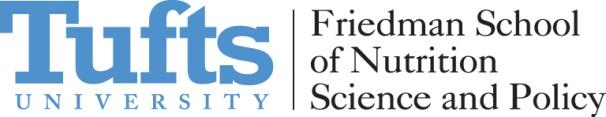 Tufts
UNIVERSITY
Friedman School
of Nutrition
Science and Policy